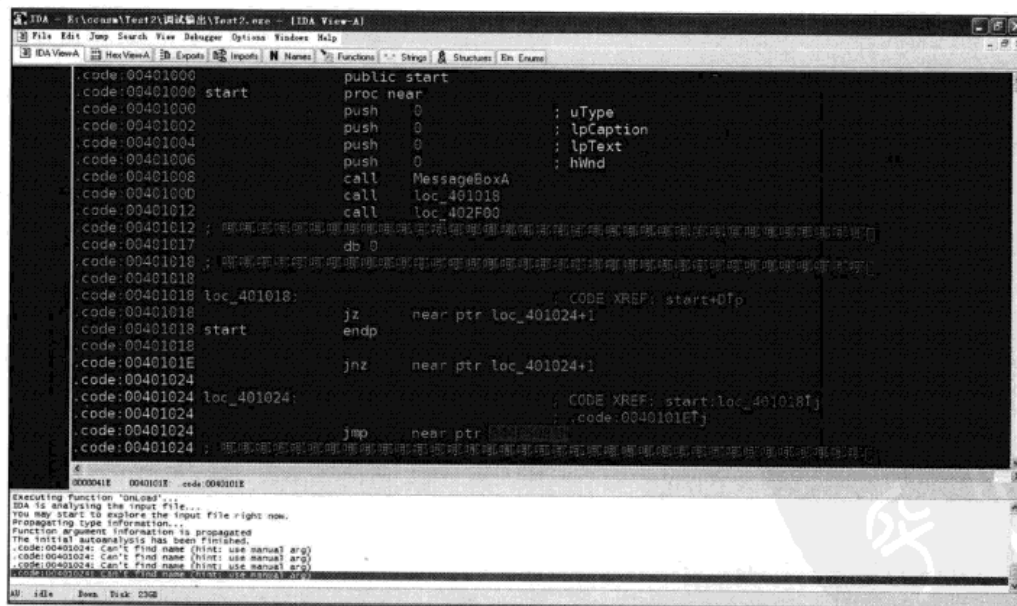 IDA - E:\ccasm\Test2\调试输出\Test2.exe - [IDA View-A]
File Edit Jump Search View Debugger Options Windows Help
IDA View-A Hex View-A Exports Imports N Names Functions Strings Structures En Enums
.code:00401000 public start
.code:00401000 start proc near
.code:00401000 push 0 ; uType
.code:00401002 push 0 ; lpCaption
.code:00401004 push 0 ; lpText
.code:00401006 push 0 ; hWnd
.code:00401008 call MessageBoxA
.code:0040100D call loc_401018
.code:00401012 call loc_402F00
.code:00401012 ;
.code:00401017 db 0
.code:00401018 ;
.code:00401018
.code:00401018 loc_401018: ; CODE XREF: start+D↑p
.code:00401018 jz near ptr loc_401024+1
.code:00401018 start endp
.code:00401018
.code:0040101E jnz near ptr loc_401024+1
.code:00401024
.code:00401024 loc_401024: ; CODE XREF: start:loc_401018↑j
.code:00401024 ; .code:0040101E↑j
.code:00401024 jmp near ptr
.code:00401024 ;
0000041E 0040101E: .code:0040101E
Executing function 'OnLoad'...
IDA is analysing the input file...
You may start to explore the input file right now.
Propagating type information...
Function argument information is propagated
The initial autoanalysis has been finished.
.code:00401024: Can't find name (hint: use manual arg)
.code:00401024: Can't find name (hint: use manual arg)
.code:00401024: Can't find name (hint: use manual arg)
.code:00401024: Can't find name (hint: use manual arg)
AU: idle Down Disk: 23GB